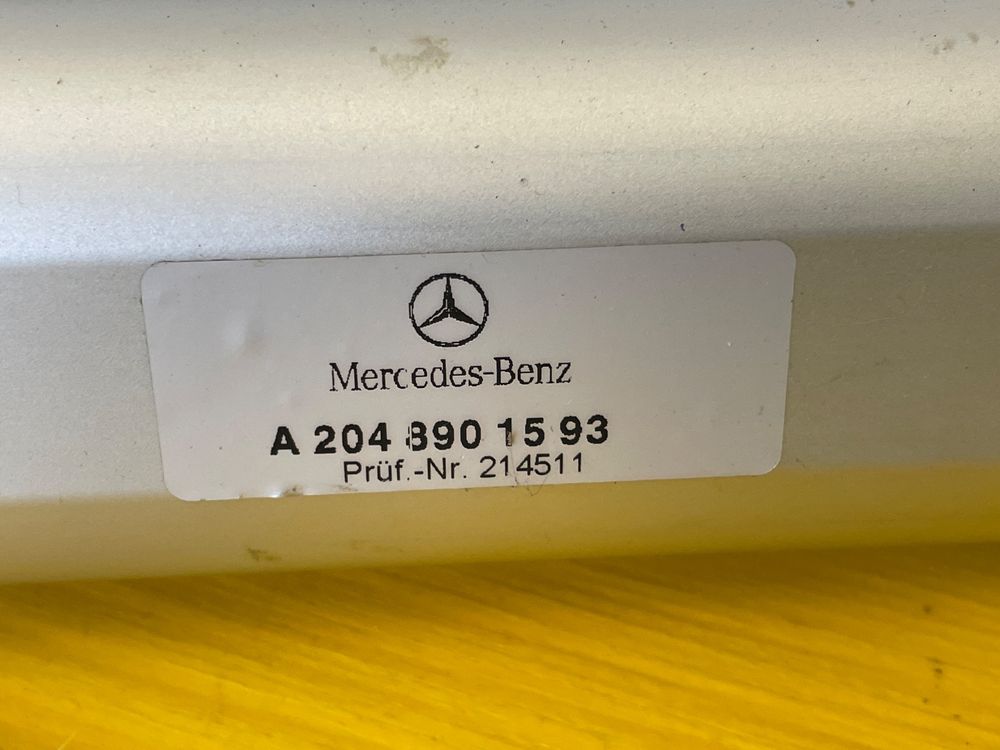 Mercedes-Benz
A 204 890 15 93
Prüf.-Nr. 214511